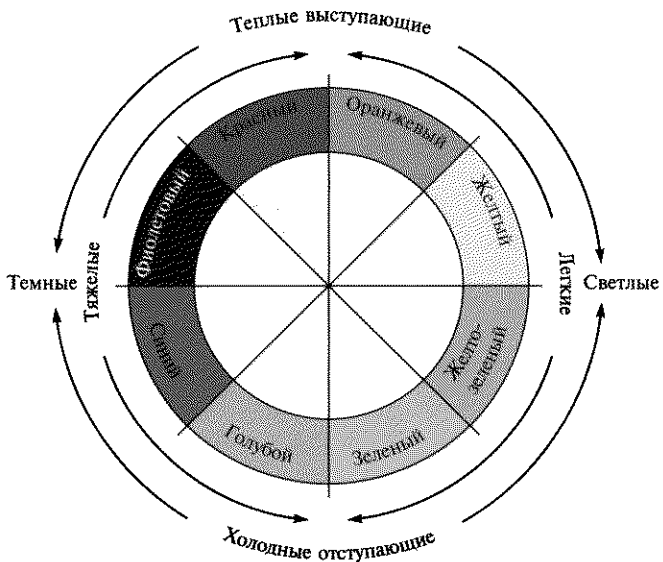 Теплые выступающие
Красный
Оранжевый
Фиолетовый
Желтый
Темные
Тяжелые
Легкие
Светлые
Синий
Желто-
зеленый
Голубой
Зеленый
Холодные отступающие